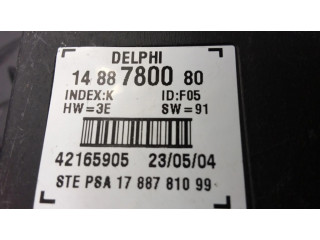 DELPHI
14 88 7800 80
INDEX:K ID:F05
HW=3E SW=91
42165905 23/05/04
STE PSA 17 887 810 99